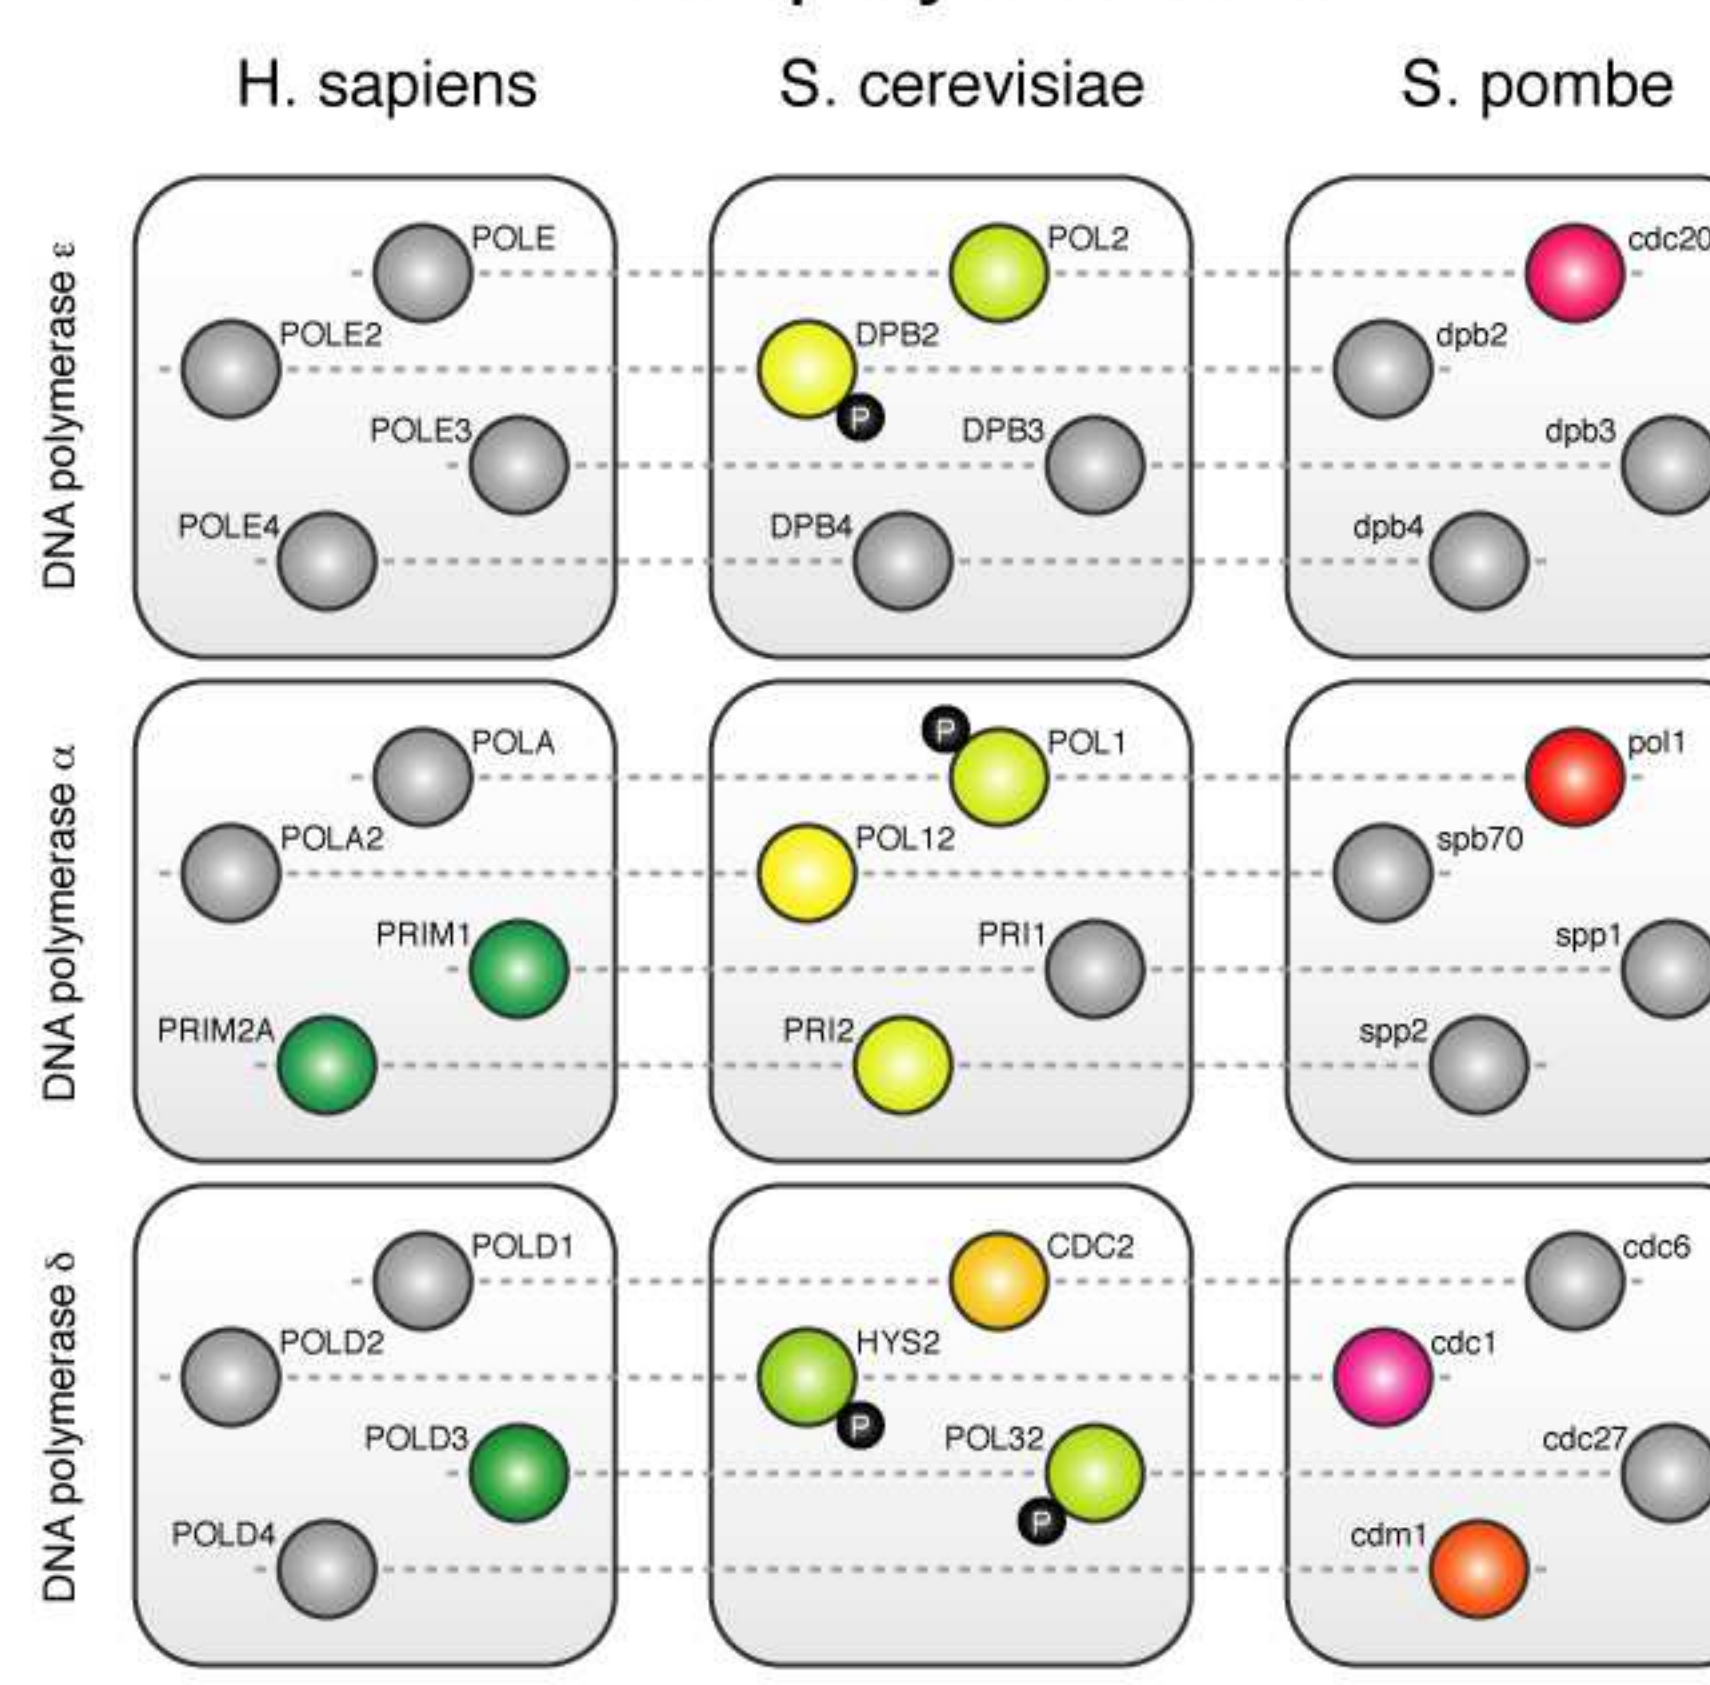 H. sapiens
S. cerevisiae
S. pombe
DNA polymerase ε
POLE
POLE2
POLE3
POLE4
POL2
DPB2
P
DPB3
DPB4
cdc20
dpb2
dpb3
dpb4
DNA polymerase α
POLA
POLA2
PRIM1
PRIM2A
P
POL1
POL12
PRI1
PRI2
pol1
spb70
spp1
spp2
DNA polymerase δ
POLD1
POLD2
POLD3
POLD4
CDC2
HYS2
P
POL32
P
cdc6
cdc1
cdc27
cdm1